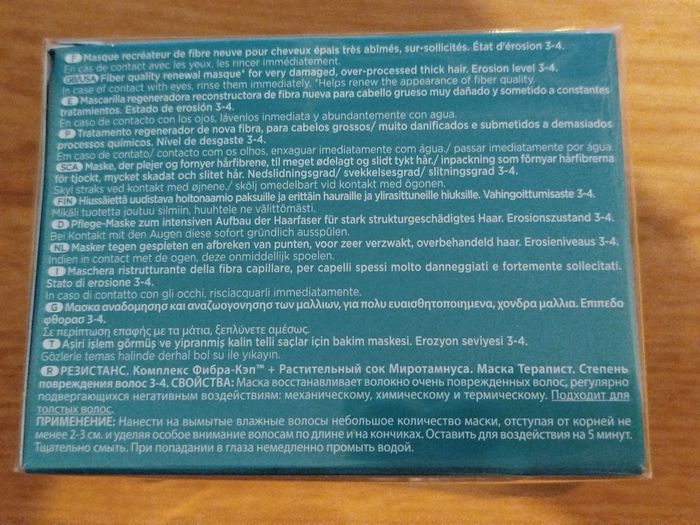 F Masque recréateur de fibre neuve pour cheveux épais très abîmés, sur-sollicités. État d'érosion 3-4.
En cas de contact avec les yeux, les rincer immédiatement.
GB/USA Fiber quality renewal masque* for very damaged, over-processed thick hair. Erosion level 3-4.
In case of contact with eyes, rinse them immediately. *Helps renew the appearance of fiber quality.
E Mascarilla regeneradora reconstructora de fibra nueva para cabello grueso muy dañado y sometido a constantes
tratamientos. Estado de erosión 3-4.
En caso de contacto con los ojos, lávenlos inmediata y abundantemente con agua.
P Tratamento regenerador de nova fibra, para cabelos grossos/ muito danificados e submetidos a demasiados
processos químicos. Nível de desgaste 3-4.
Em caso de contato/ contacto com os olhos, enxaguar imediatamente com água./ passar imediatamente por água.
SCA Maske, der plejer og fornyer hårfibrene, til meget ødelagt og slidt tykt hår./ inpackning som förnyar hårfibrerna
för tjockt, mycket skadat och slitet hår. Nedslidningsgrad/ svekkelsesgrad/ slitningsgrad 3-4.
Skyl straks ved kontakt med øjnene./ skölj omedelbart vid kontakt med ögonen.
FIN Hiussäiettä uudistava hoitonaamio paksuille ja erittäin haurailla ja ylirasittuneille hiuksille. Vahingoittumisaste 3-4.
Mikäli tuotetta joutuu silmiin, huuhtele ne välittömästi.
D Pflege-Maske zum intensiven Aufbau der Haarfaser für stark strukturgeschädigtes Haar. Erosionszustand 3-4.
Bei Kontakt mit den Augen diese sofort gründlich ausspülen.
NL Masker tegen gespleten en afbreken van punten, voor zeer verzwakt, overbehandeld haar. Erosieniveaus 3-4.
Indien in contact met de ogen, deze onmiddellijk spoelen.
I Maschera ristrutturante della fibra capillare, per capelli spessi molto danneggiati e fortemente sollecitati.
Stato di erosione 3-4.
In caso di contatto con gli occhi, risciacquarli immediatamente.
G Μασκα αναδομησησ και αναζωογονησησ των μαλλιων, για πολυ ευαισθητοποιημενα, χονδρα μαλλια. Επιπεδο
φθορασ 3-4.
Σε περίπτωση επαφής με τα μάτια, ξεπλύνετε αμέσως.
T Aşiri işlem görmüş ve yipranmiş kalin telli saçlar için bakim maskesi. Erozyon seviyesi 3-4.
Gözlerle temas halinde derhal bol su ile yıkayın.
R РЕЗИСТАНС. Комплекс Фибра-Кэп™ + Растительный сок Миротамнуса. Маска Терапист. Степень
повреждения волос 3-4. СВОЙСТВА: Маска восстанавливает волокно очень поврежденных волос, регулярно
подвергающихся негативным воздействиям: механическому, химическому и термическому. Подходит для
толстых волос.
ПРИМЕНЕНИЕ: Нанести на вымытые влажные волосы небольшое количество маски, отступая от корней не
менее 2-3 см. и уделяя особое внимание волосам по длине и на кончиках. Оставить для воздействия на 5 минут.
Тщательно смыть. При попадании в глаза немедленно промыть водой.